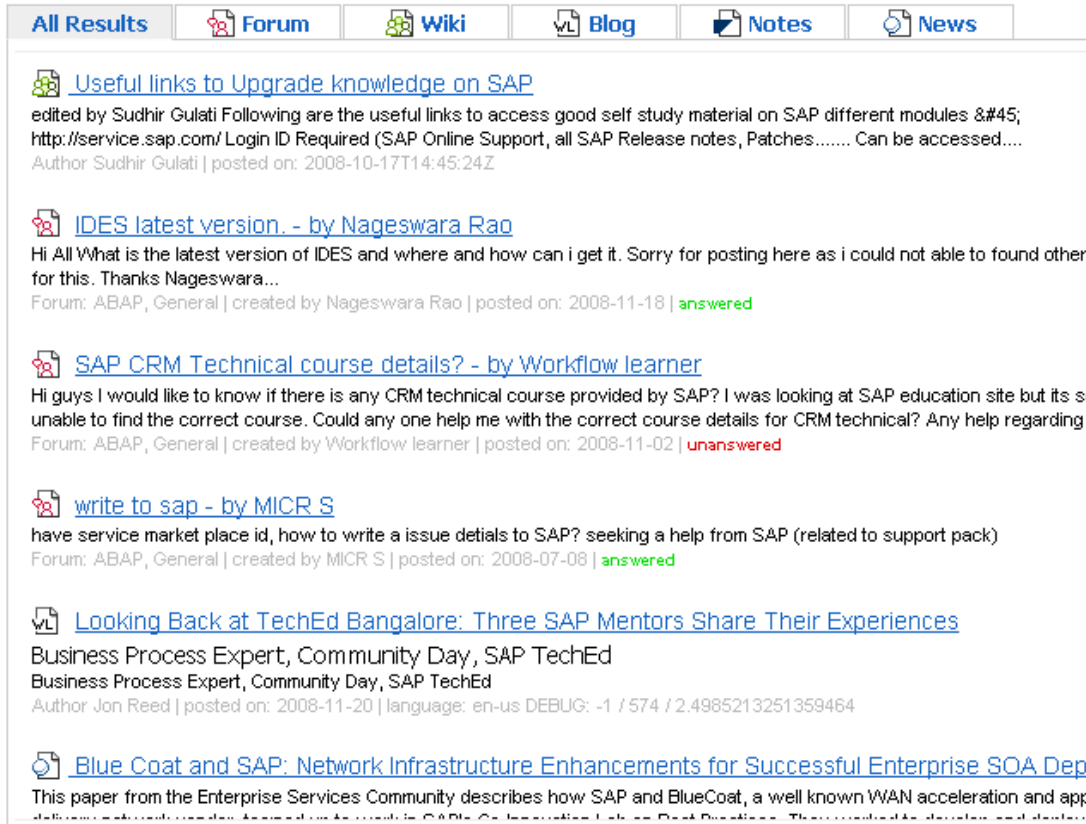 All Results Forum Wiki Blog Notes News
Useful links to Upgrade knowledge on SAP
edited by Sudhir Gulati Following are the useful links to access good self study material on SAP different modules &#45;
http://service.sap.com/ Login ID Required (SAP Online Support, all SAP Release notes, Patches....... Can be accessed....
Author Sudhir Gulati | posted on: 2008-10-17T14:45:24Z
IDES latest version. - by Nageswara Rao
Hi All What is the latest version of IDES and where and how can i get it. Sorry for posting here as i could not able to found other
for this. Thanks Nageswara...
Forum: ABAP, General | created by Nageswara Rao | posted on: 2008-11-18 | answered
SAP CRM Technical course details? - by Workflow learner
Hi guys I would like to know if there is any CRM technical course provided by SAP? I was looking at SAP education site but its s
unable to find the correct course. Could any one help me with the correct course details for CRM technical? Any help regarding
Forum: ABAP, General | created by Workflow learner | posted on: 2008-11-02 | unanswered
write to sap - by MICR S
have service market place id, how to write a issue detials to SAP? seeking a help from SAP (related to support pack)
Forum: ABAP, General | created by MICR S | posted on: 2008-07-08 | answered
Looking Back at TechEd Bangalore: Three SAP Mentors Share Their Experiences
Business Process Expert, Community Day, SAP TechEd
Business Process Expert, Community Day, SAP TechEd
Author Jon Reed | posted on: 2008-11-20 | language: en-us DEBUG: -1 / 574 / 2.4985213251359464
Blue Coat and SAP: Network Infrastructure Enhancements for Successful Enterprise SOA Dep
This paper from the Enterprise Services Community describes how SAP and BlueCoat, a well known WAN acceleration and app